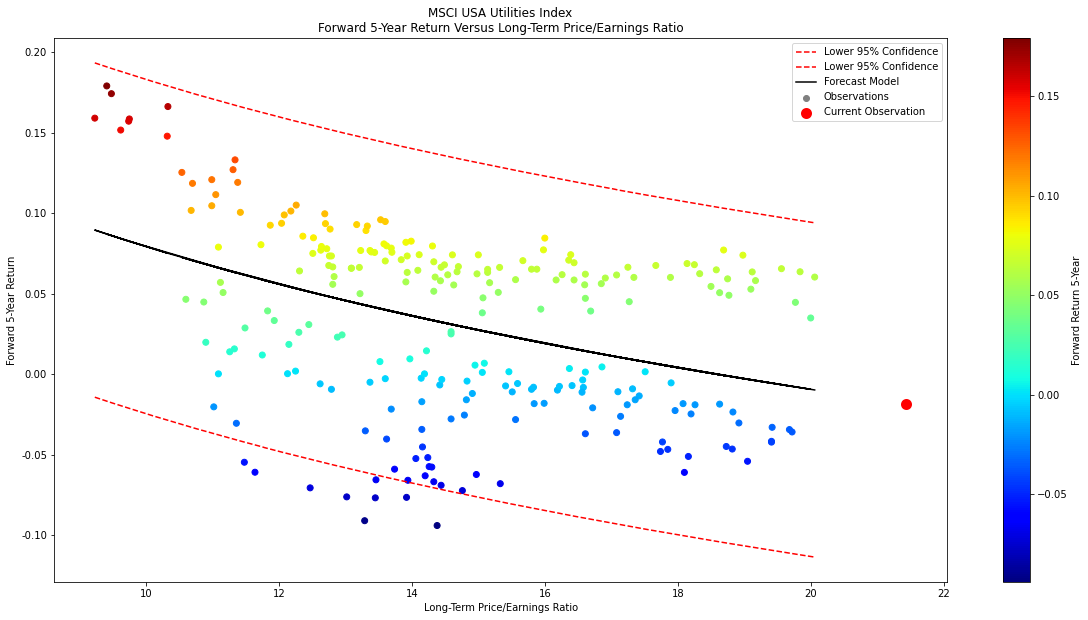 MSCI USA Utilities Index
Forward 5-Year Return Versus Long-Term Price/Earnings Ratio
Lower 95% Confidence
Lower 95% Confidence
Forecast Model
Observations
Current Observation
Forward 5-Year Return
0.20
0.15
0.10
0.05
0.00
-0.05
-0.10
10
12
14
16
18
20
22
Long-Term Price/Earnings Ratio
0.15
0.10
0.05
0.00
−0.05
Forward Return 5-Year